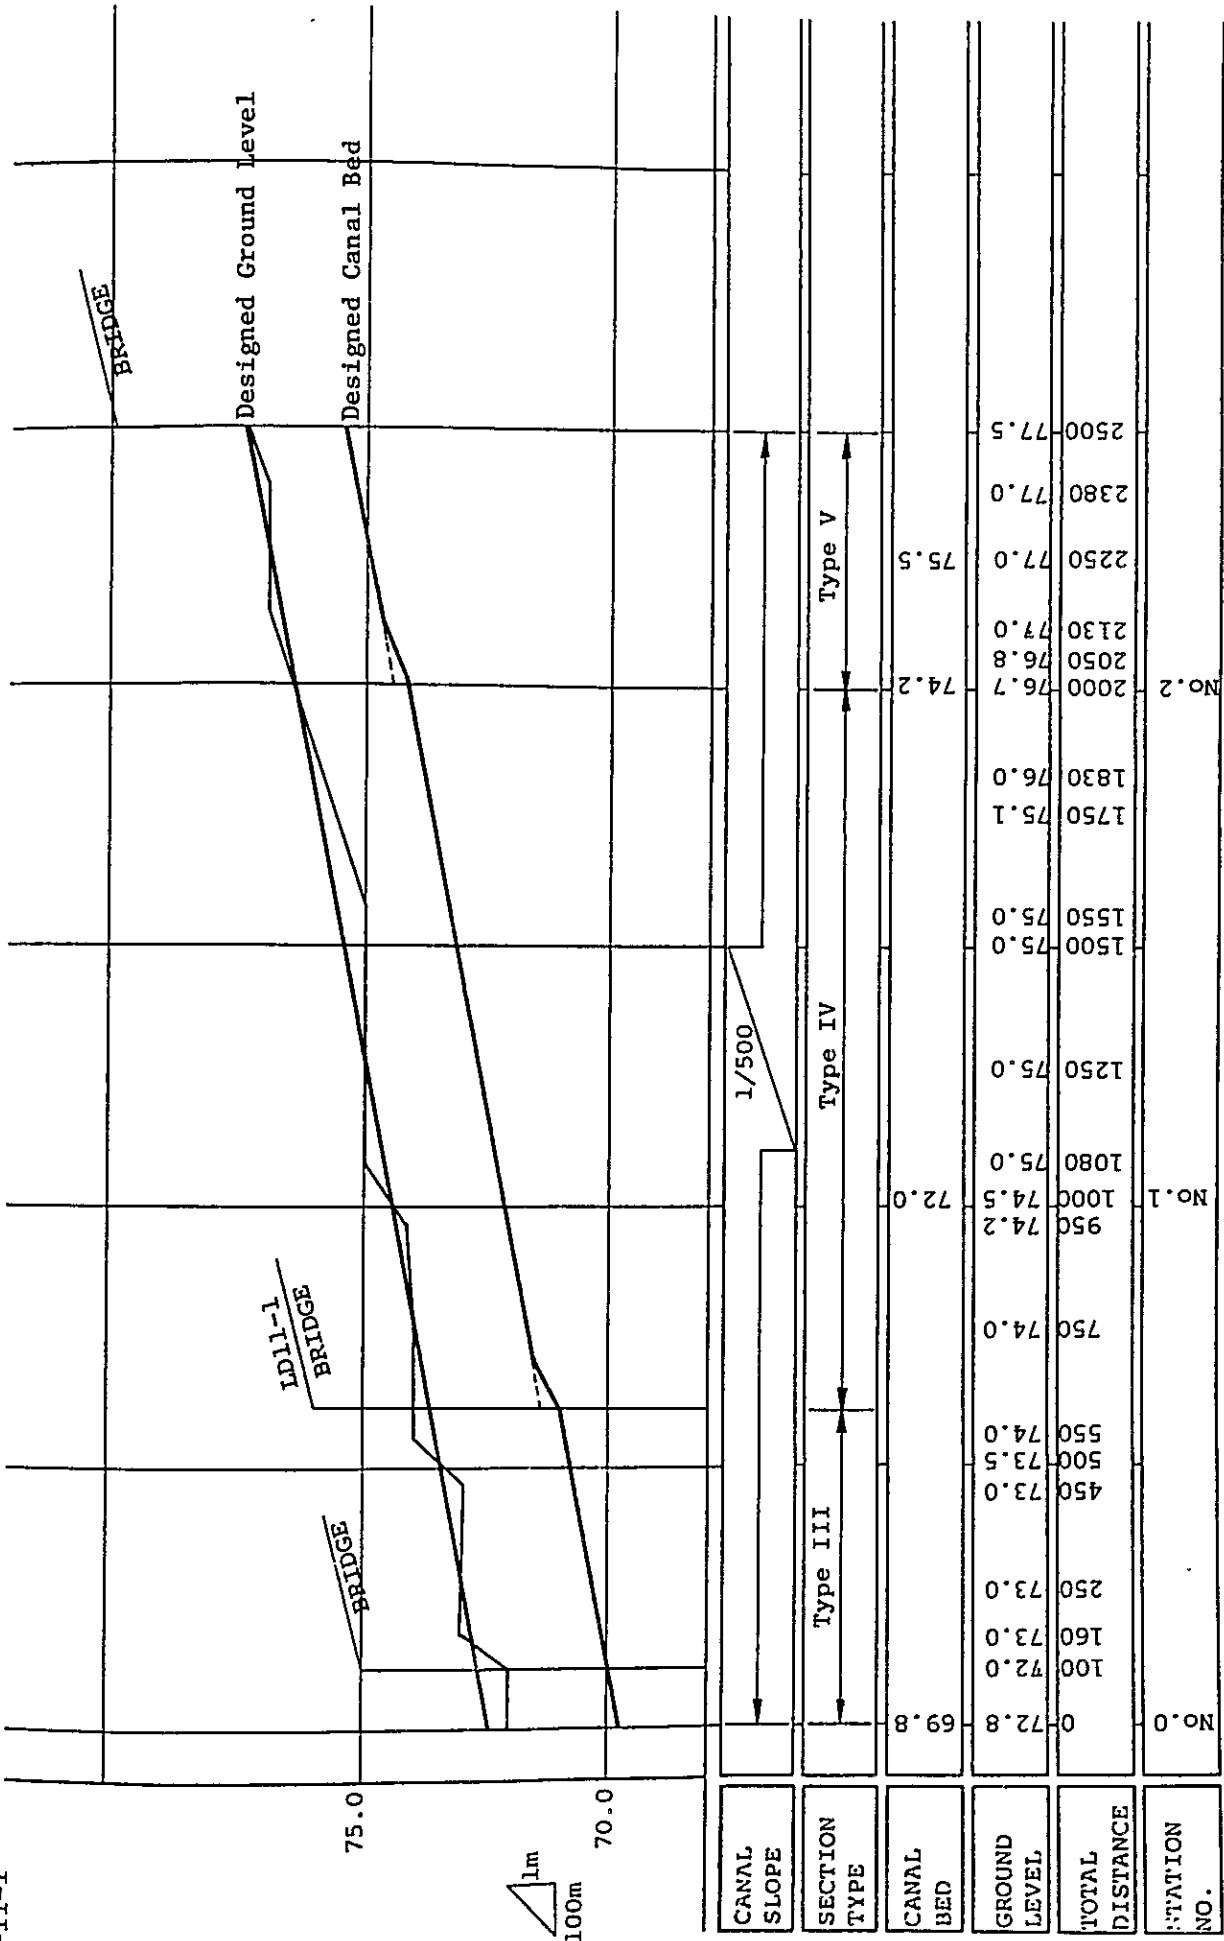 BRIDGE
Designed Ground Level
Designed Canal Bed
LD11-1
BRIDGE
BRIDGE
75.0
70.0
1m
100m
CANAL
SLOPE
1/500
SECTION
TYPE
Type III
Type IV
Type V
CANAL
BED
69.8
72.0
74.2
75.5
GROUND
LEVEL
72.8
72.0
73.0
73.0
73.0
73.5
74.0
74.0
74.2
74.5
75.0
75.0
75.0
75.0
75.1
76.0
76.7
76.8
77.0
77.0
77.0
77.5
TOTAL
DISTANCE
0
100
160
250
450
500
550
750
950
1000
1080
1250
1500
1550
1750
1830
2000
2050
2130
2250
2380
2500
STATION
NO.
No.0
No.1
No.2